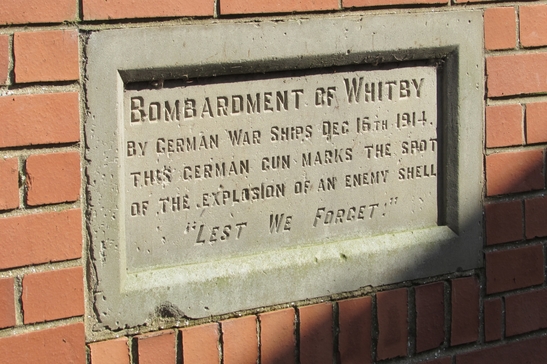 BOMBARDMENT OF WHITBY
BY GERMAN WAR SHIPS DEC 16TH 1914.
THIS GERMAN GUN MARKS THE SPOT
OF THE EXPLOSION OF AN ENEMY SHELL
"LEST WE FORGET."